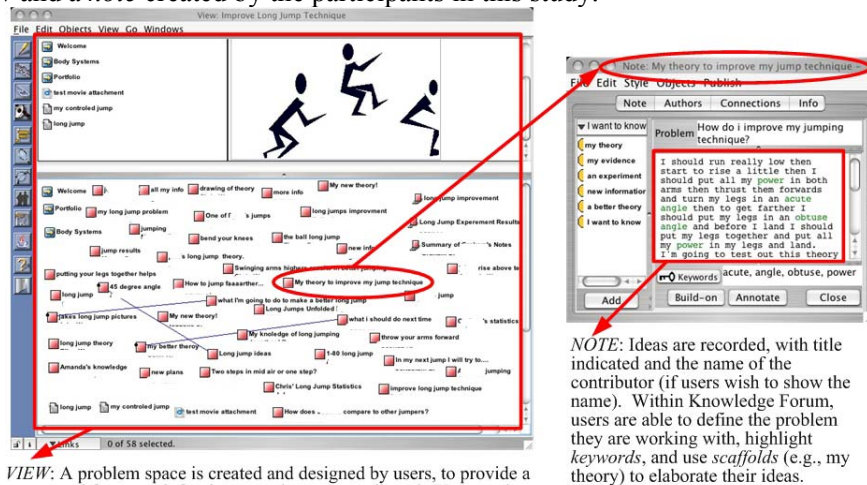 and a note created by the participants in this study.
View: Improve Long Jump Technique
File Edit Objects View Go Windows
Welcome
Body Systems
Portfolio
test movie attachment
my controled jump
long jump
Welcome
all my info
drawing of theory
more info
My new theory!
long jump improvement
Portfolio
my long jump problem
One of
's jumps
long jumps improvment
Long Jump Experement Results
Body Systems
jumping
bend your knees
the ball long jump
Summary of
's Notes
jump results
new info
's long jump theory.
putting your legs together helps
Swinging arms higher
rise above
45 degree angle
How to jump faaaarther...
My theory to improve my jump technique
long jump
what I'm going to do to make a better long jump
jump
jakes long jump pictures
My new theory!
Long Jumps Unfolded
what i should do next time
's statistics
long jump theory
my better theroy
My knoledge of long jumping
throw your arms forward
Long jump ideas
1-80 long jump
In my next jump I will try to....
jumping
Amanda's knowledge
new plans
Two steps in mid air or one step?
Chris' Long Jump Statistics
improve long jump technique
long jump
my controled jump
test movie attachment
How does
compare to other jumpers?
Links
0 of 58 selected.
VIEW: A problem space is created and designed by users, to provide a
Note: My theory to improve my jump technique
File Edit Style Objects Publish
Note Authors Connections Info
I want to know
my theory
my evidence
an experiment
new information
a better theory
I want to know
Add
Problem
How do i improve my jumping
technique?
I should run really low then
start to rise a little then I
should put all my power in both
arms then thrust them forwards
and turn my legs in an acute
angle then to get farther I
should put my legs in an obtuse
angle and before I land I should
put my legs together and put all
my power in my legs and land.
I'm going to test out this theory
Keywords
acute, angle, obtuse, power
Build-on Annotate Close
NOTE: Ideas are recorded, with title
indicated and the name of the
contributor (if users wish to show the
name). Within Knowledge Forum,
users are able to define the problem
they are working with, highlight
keywords, and use scaffolds (e.g., my
theory) to elaborate their ideas.